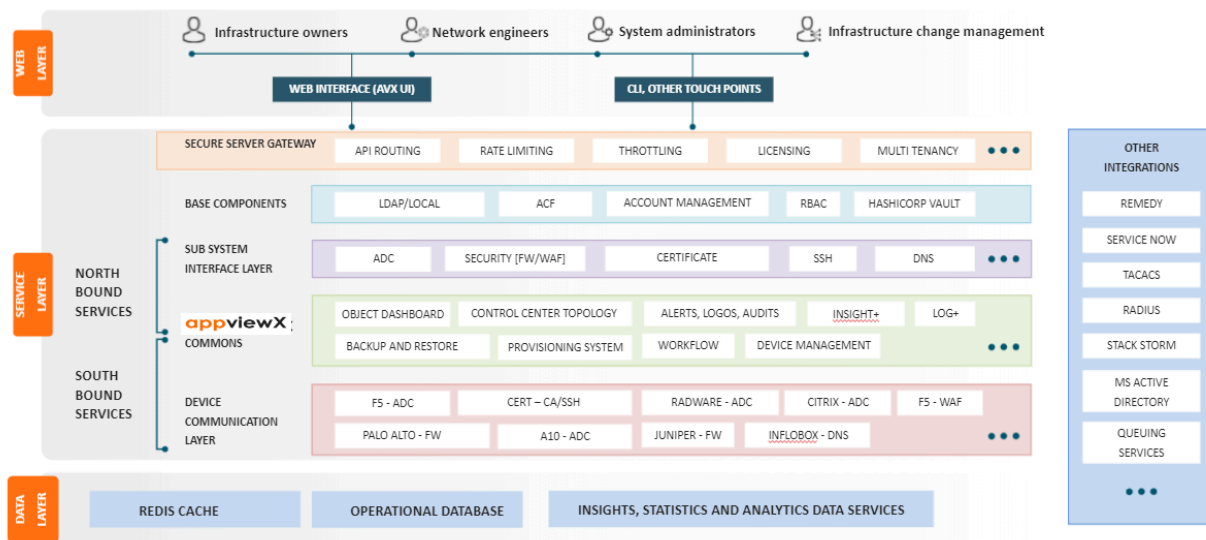 WEB
LAYER
Infrastructure owners
Network engineers
System administrators
Infrastructure change management
WEB INTERFACE (AVX UI)
CLI, OTHER TOUCH POINTS
SERVICE
LAYER
NORTH
BOUND
SERVICES
SOUTH
BOUND
SERVICES
SECURE SERVER GATEWAY
API ROUTING
RATE LIMITING
THROTTLING
LICENSING
MULTI TENANCY
BASE COMPONENTS
LDAP/LOCAL
ACF
ACCOUNT MANAGEMENT
RBAC
HASHICORP VAULT
SUB SYSTEM
INTERFACE LAYER
ADC
SECURITY [FW/WAF]
CERTIFICATE
SSH
DNS
appviewX
COMMONS
OBJECT DASHBOARD
CONTROL CENTER TOPOLOGY
ALERTS, LOGOS, AUDITS
INSIGHT+
LOG+
BACKUP AND RESTORE
PROVISIONING SYSTEM
WORKFLOW
DEVICE MANAGEMENT
DEVICE
COMMUNICATION
LAYER
F5 - ADC
CERT – CA/SSH
RADWARE - ADC
CITRIX - ADC
F5 - WAF
PALO ALTO - FW
A10 - ADC
JUNIPER - FW
INFLOBOX - DNS
OTHER
INTEGRATIONS
REMEDY
SERVICE NOW
TACACS
RADIUS
STACK STORM
MS ACTIVE
DIRECTORY
QUEUING
SERVICES
DATA
LAYER
REDIS CACHE
OPERATIONAL DATABASE
INSIGHTS, STATISTICS AND ANALYTICS DATA SERVICES